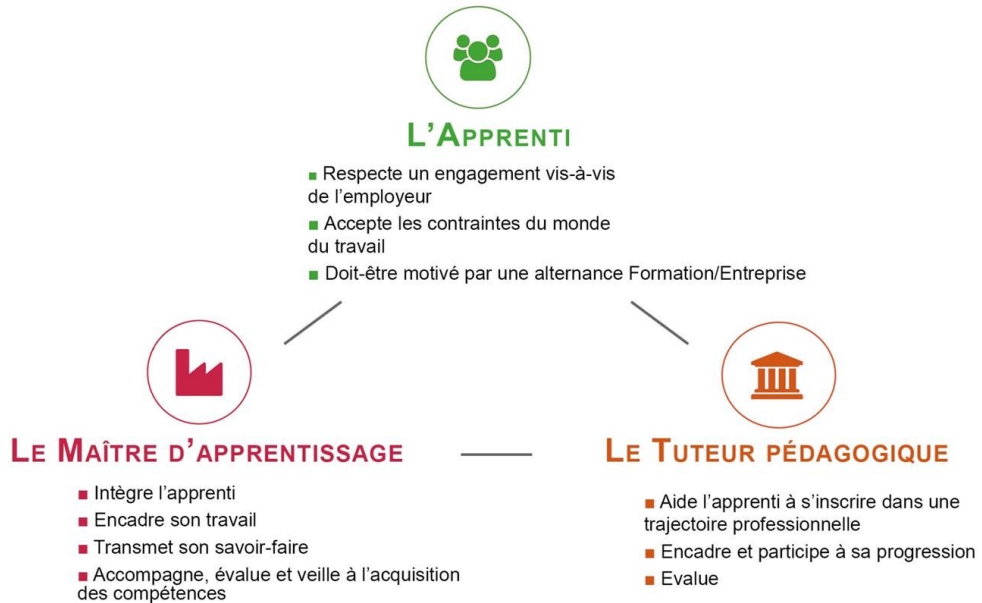 L'APPRENTI
■ Respecte un engagement vis-à-vis
de l'employeur
■ Accepte les contraintes du monde
du travail
■ Doit-être motivé par une alternance Formation/Entreprise
LE MAÎTRE D'APPRENTISSAGE
■ Intègre l'apprenti
■ Encadre son travail
■ Transmet son savoir-faire
■ Accompagne, évalue et veille à l'acquisition
des compétences
LE TUTEUR PÉDAGOGIQUE
■ Aide l'apprenti à s'inscrire dans une
trajectoire professionnelle
■ Encadre et participe à sa progression
■ Evalue